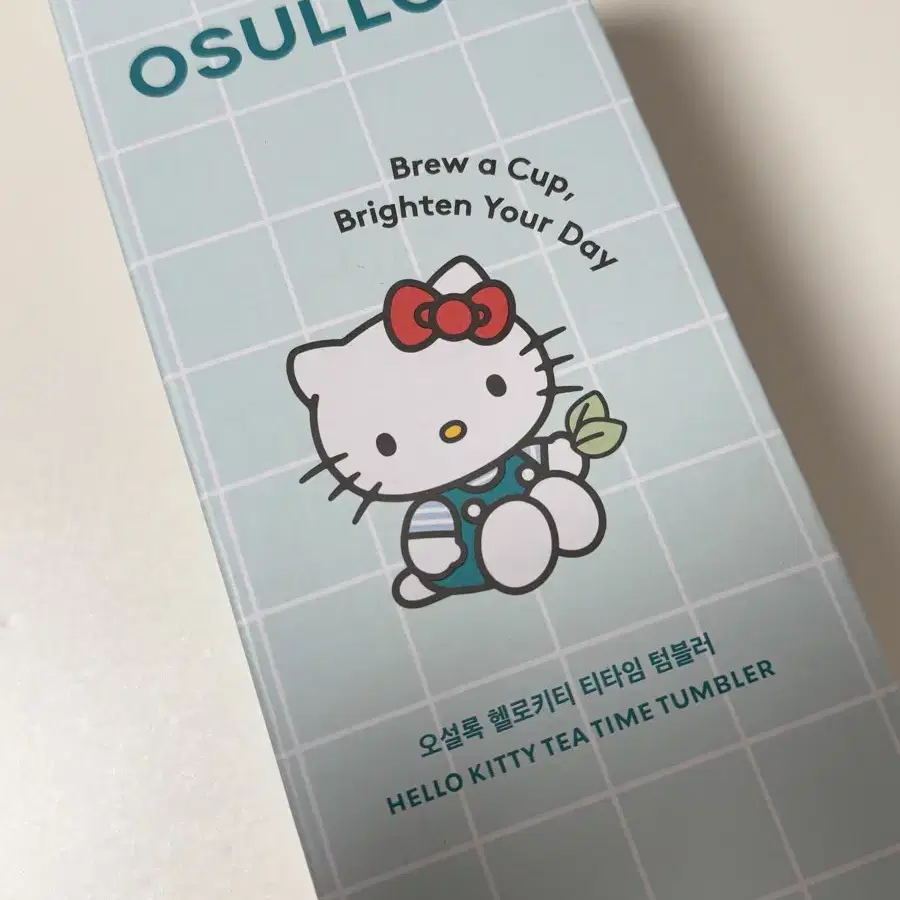 OSULLO
Brew a Cup,
Brighten Your Day
오설록 헬로키티 티타임 텀블러
HELLO KITTY TEA TIME TUMBLER